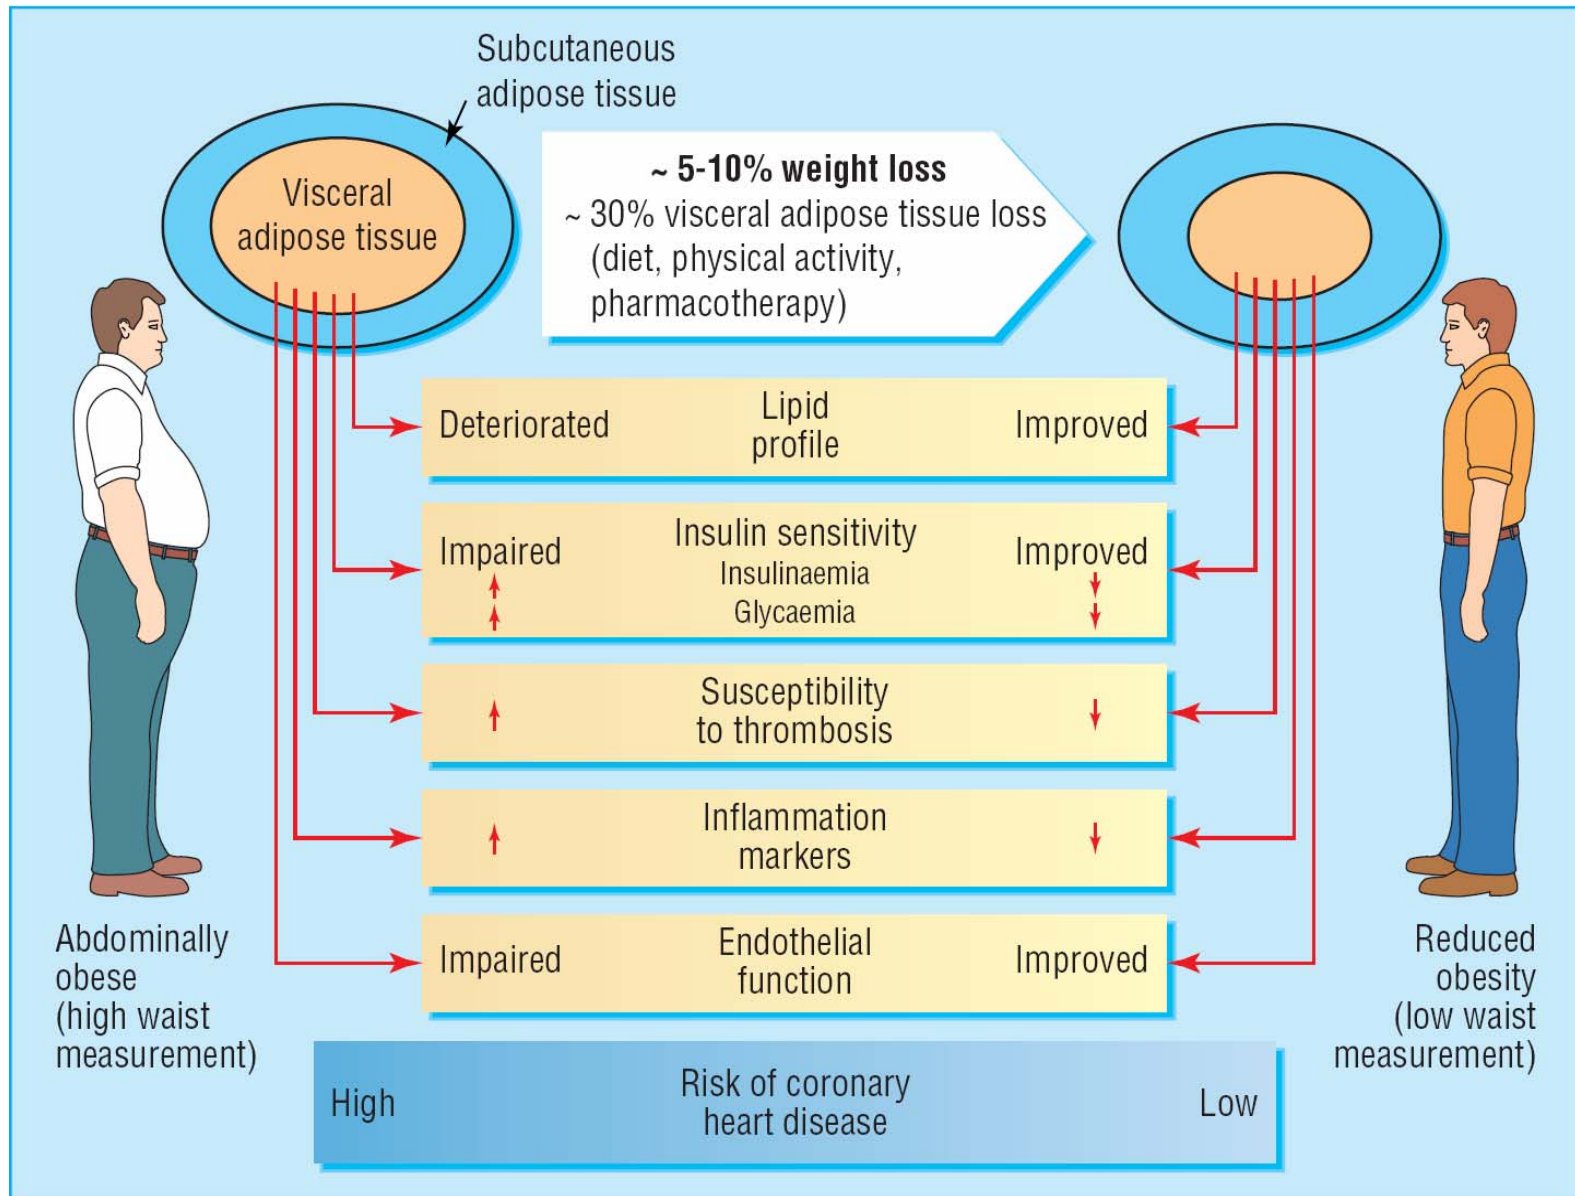 Subcutaneous
adipose tissue
Visceral
adipose tissue
~ 5-10% weight loss
~ 30% visceral adipose tissue loss
(diet, physical activity,
pharmacotherapy)
Deteriorated
Lipid
profile
Improved
Impaired
Insulin sensitivity
Insulinaemia
Glycaemia
Improved
Susceptibility
to thrombosis
Inflammation
markers
Impaired
Endothelial
function
Improved
Abdominally
obese
(high waist
measurement)
Reduced
obesity
(low waist
measurement)
High
Risk of coronary
heart disease
Low